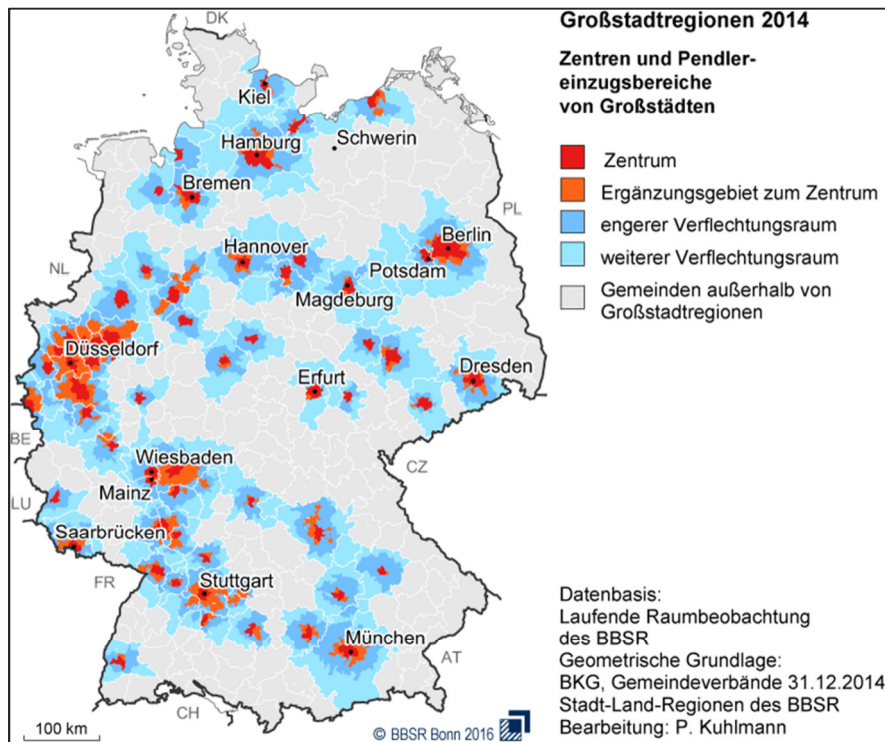 Großstadtregionen 2014
Zentren und Pendler-
einzugsbereiche
von Großstädten
Zentrum
Ergänzungsgebiet zum Zentrum
engerer Verflechtungsraum
weiterer Verflechtungsraum
Gemeinden außerhalb von
Großstadtregionen
DK
Kiel
Hamburg
Schwerin
Bremen
PL
Berlin
Hannover
NL
Potsdam
Magdeburg
Düsseldorf
Dresden
Erfurt
BE
Wiesbaden
CZ
Mainz
LU
Saarbrücken
FR
Stuttgart
München
AT
CH
100 km
© BBSR Bonn 2016
Datenbasis:
Laufende Raumbeobachtung
des BBSR
Geometrische Grundlage:
BKG, Gemeindeverbände 31.12.2014
Stadt-Land-Regionen des BBSR
Bearbeitung: P. Kuhlmann